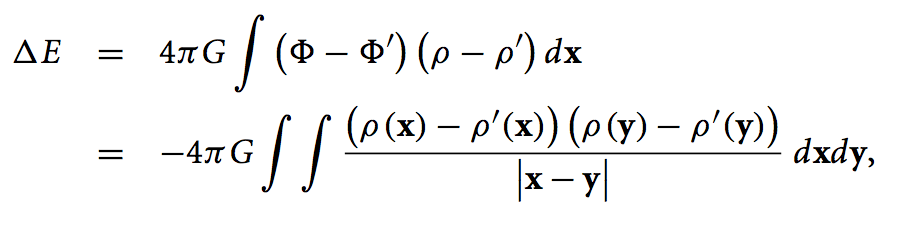 ΔE = 4πG ∫ (Φ − Φ′) (ρ − ρ′) dx
= −4πG ∫ ∫ (ρ(x) − ρ′(x)) (ρ(y) − ρ′(y)) / |x − y| dxdy,